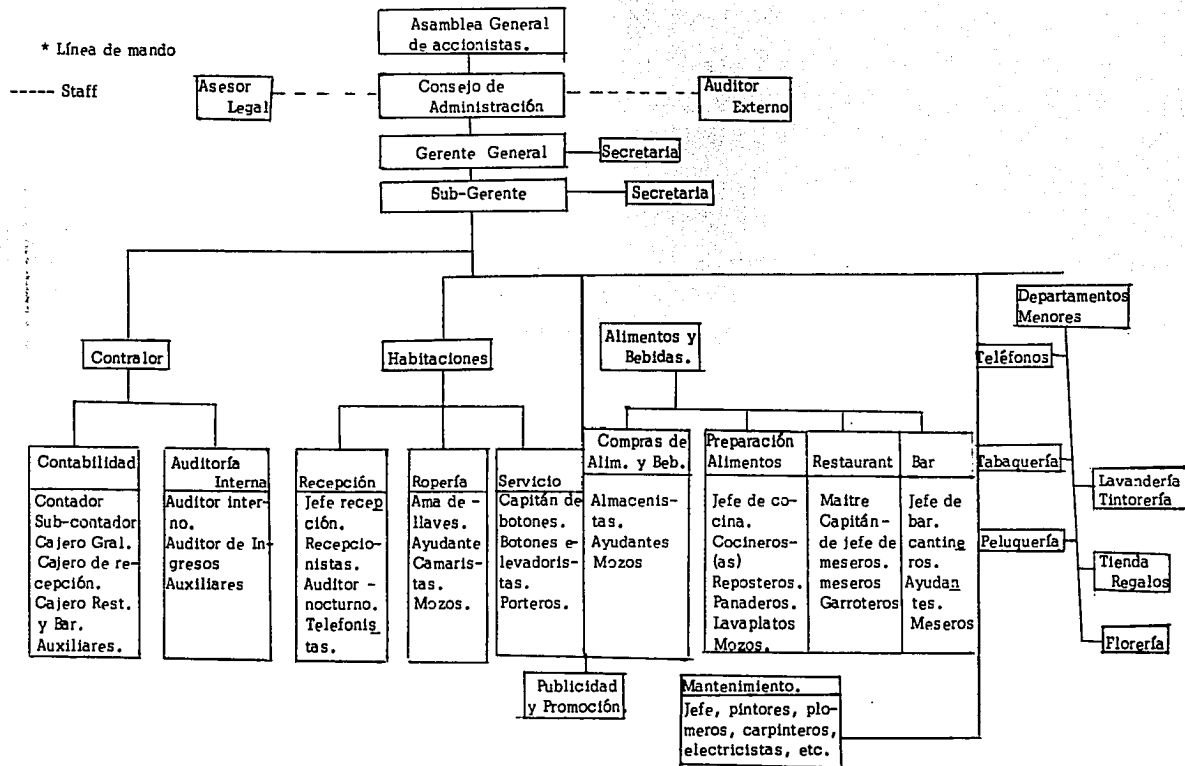 Asamblea General
de accionistas.
* Línea de mando
----- Staff
Asesor
Legal
Consejo de
Administración
Auditor
Externo
Gerente General
Secretaria
Sub-Gerente
Secretaria
Contralor
Habitaciones
Alimentos y
Bebidas.
Departamentos
Menores
Teléfonos
Tabaquería
Peluquería
Lavandería
Tintorería
Tienda
Regalos
Florería
Contabilidad
Contador
Sub-contador
Cajero Gral.
Cajero de re-
cepción.
Cajero Rest.
y Bar.
Auxiliares.
Auditoría
Interna
Auditor inter-
no.
Auditor de In-
gresos
Auxiliares
Recepción
Jefe recep
ción.
Recepcio-
nistas.
Auditor -
nocturno.
Telefonis
tas.
Ropería
Ama de -
llaves.
Ayudante
Camaris-
tas.
Mozos.
Servicio
Capitán de
botones.
Botones e-
levadoris-
tas.
Porteros.
Compras de
Alim. y Beb.
Almacenis-
tas.
Ayudantes
Mozos
Preparación
Alimentos
Jefe de co-
cina.
Cocineros-
(as)
Reposteros.
Panaderos.
Lavaplatos
Mozos.
Restaurant
Maitre
Capitán-
de jefe de
meseros.
meseros
Garroteros
Bar
Jefe de
bar.
cantine
ros.
Ayudan
tes.
Meseros
Publicidad
y Promoción
Mantenimiento.
Jefe, pintores, plo-
meros, carpinteros,
electricistas, etc.